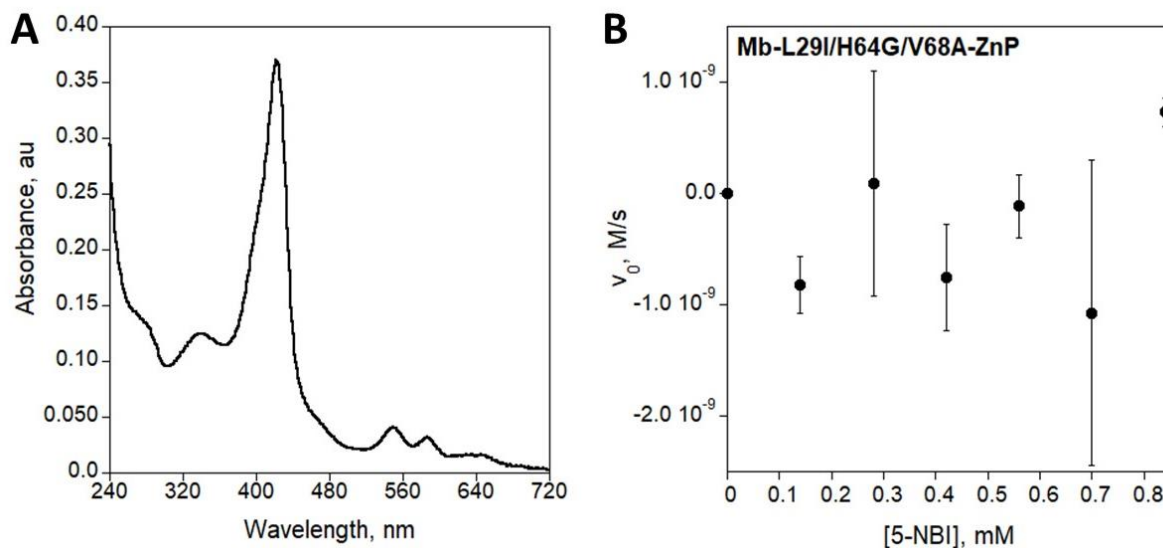 A
0.40
0.35
0.30
0.25
0.20
0.15
0.10
0.050
0.0
Absorbance, au
240 320 400 480 560 640 720
Wavelength, nm
B
Mb-L29I/H64G/V68A-ZnP
1.0 10-9
0.0
-1.0 10-9
-2.0 10-9
v0, M/s
0 0.1 0.2 0.3 0.4 0.5 0.6 0.7 0.8
[5-NBI], mM